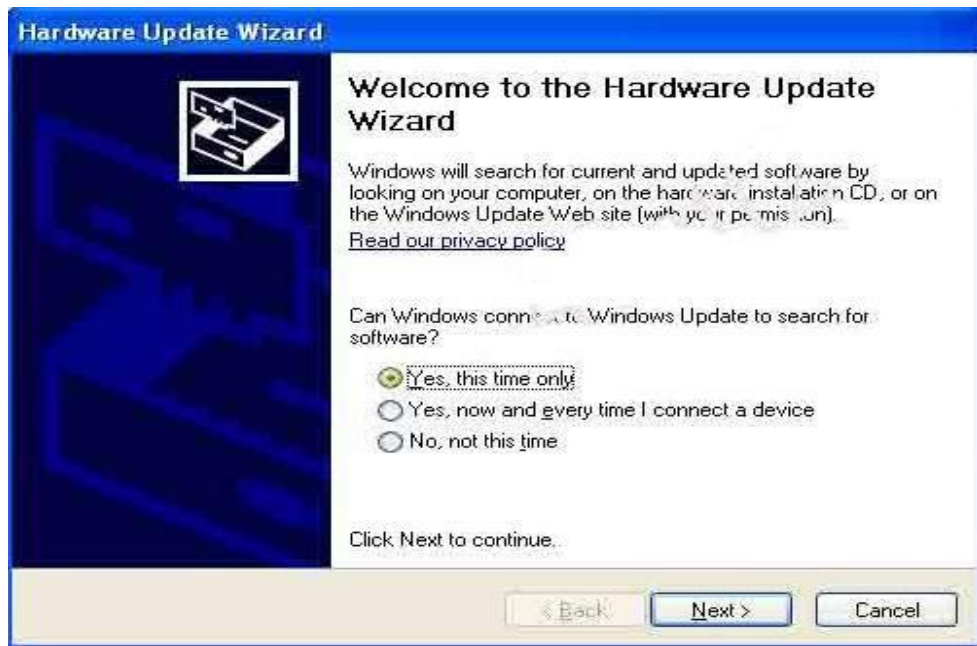 Hardware Update Wizard
Welcome to the Hardware Update
Wizard
Windows will search for current and updated software by
looking on your computer, on the hardware installation CD, or on
the Windows Update Web site (with your permission).
Read our privacy policy
Can Windows connect to Windows Update to search for
software?
Yes, this time only
Yes, now and every time I connect a device
No, not this time
Click Next to continue.
< Back
Next >
Cancel